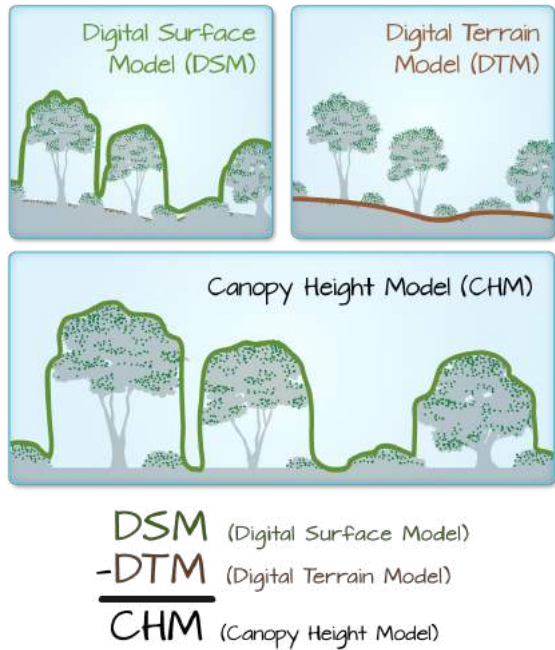 Digital Surface
Model (DSM)
Digital Terrain
Model (DTM)
Canopy Height Model (CHM)
DSM (Digital Surface Model)
-DTM (Digital Terrain Model)
CHM (Canopy Height Model)